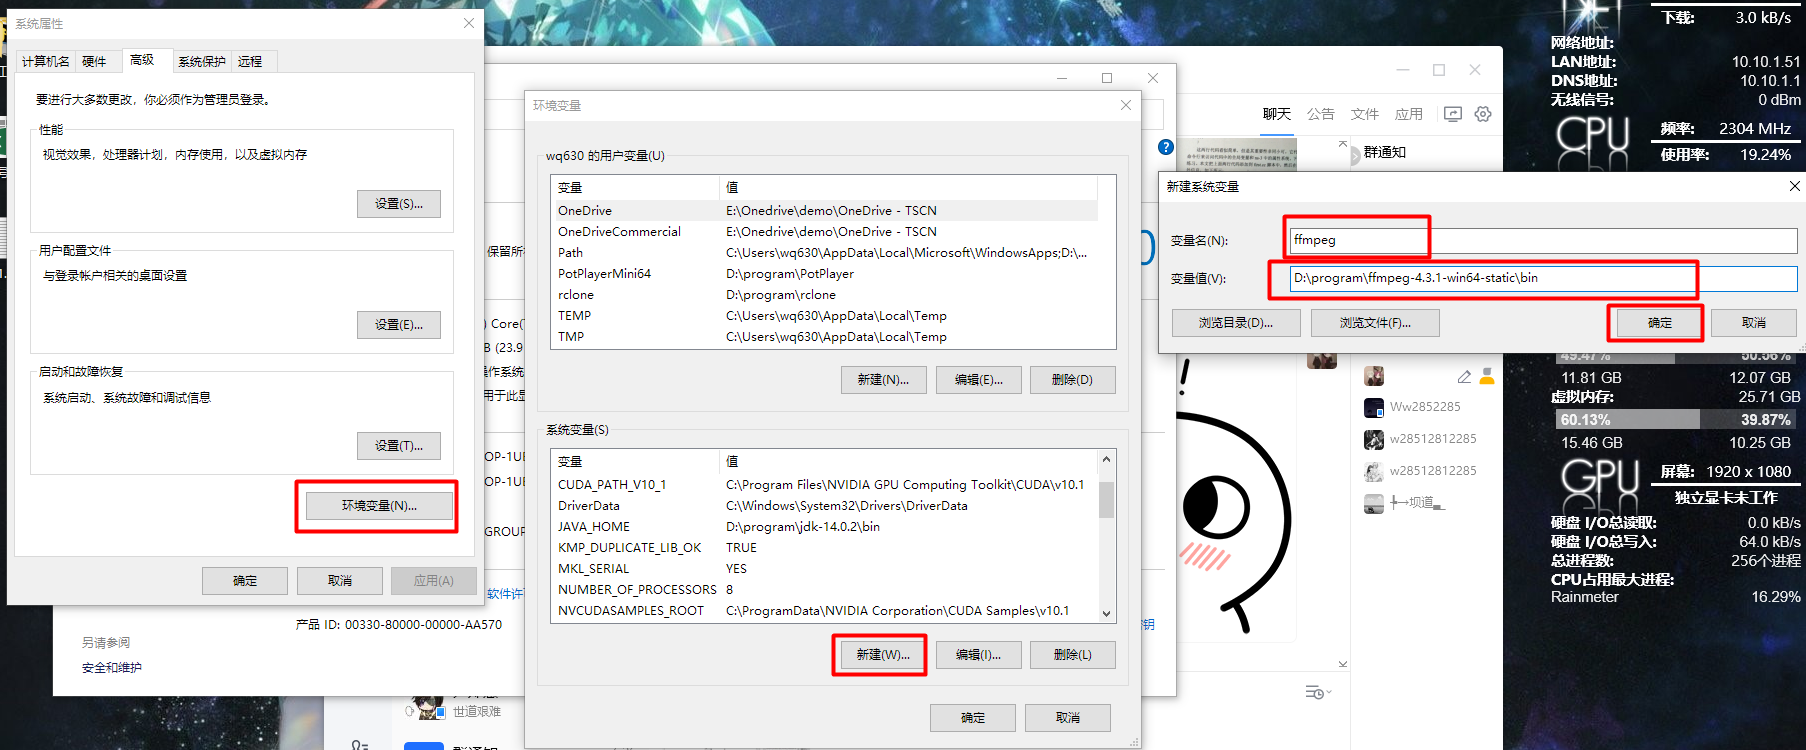 系统属性
计算机名
硬件
高级
系统保护
远程
要进行大多数更改，你必须作为管理员登录。
性能
视觉效果，处理器计划，内存使用，以及虚拟内存
设置(S)...
用户配置文件
与登录帐户相关的桌面设置
设置(E)...
启动和故障恢复
系统启动、系统故障和调试信息
设置(T)...
环境变量(N)...
确定
取消
应用(A)
保留所
) Core(
B (23.9
操作系统
用于此显
OP-1UE
OP-1UE
GROUP
软件许
产品 ID: 00330-80000-00000-AA570
另请参阅
安全和维护
世道艰难
环境变量
wq630 的用户变量(U)
变量 值
OneDrive E:\Onedrive\demo\OneDrive - TSCN
OneDriveCommercial E:\Onedrive\demo\OneDrive - TSCN
Path C:\Users\wq630\AppData\Local\Microsoft\WindowsApps;D:\...
PotPlayerMini64 D:\program\PotPlayer
rclone D:\program\rclone
TEMP C:\Users\wq630\AppData\Local\Temp
TMP C:\Users\wq630\AppData\Local\Temp
新建(N)...
编辑(E)...
删除(D)
系统变量(S)
变量 值
CUDA_PATH_V10_1 C:\Program Files\NVIDIA GPU Computing Toolkit\CUDA\v10.1
DriverData C:\Windows\System32\Drivers\DriverData
JAVA_HOME D:\program\jdk-14.0.2\bin
KMP_DUPLICATE_LIB_OK TRUE
MKL_SERIAL YES
NUMBER_OF_PROCESSORS 8
NVCUDASAMPLES_ROOT C:\ProgramData\NVIDIA Corporation\CUDA Samples\v10.1
新建(W)...
编辑(I)...
删除(L)
确定
取消
钥
聊天
公告
文件
应用
群通知
新建系统变量
变量名(N): ffmpeg
变量值(V): D:\program\ffmpeg-4.3.1-win64-static\bin
浏览目录(D)...
浏览文件(F)...
确定
取消
Ww2852285
w28512812285
w28512812285
下载: 3.0 kB/s
网络地址:
LAN地址: 10.10.1.51
DNS地址: 10.10.1.1
无线信号: 0 dBm
CPU
频率: 2304 MHz
使用率: 19.24%
49.47% 50.56%
11.81 GB 12.07 GB
虚拟内存: 25.71 GB
60.13% 39.87%
15.46 GB 10.25 GB
GPU
屏幕: 1920 x 1080
独立显卡未工作
硬盘 I/O总读取: 0.0 kB/s
硬盘 I/O总写入: 64.0 kB/s
总进程数: 256个进程
CPU占用最大进程:
Rainmeter 16.29%